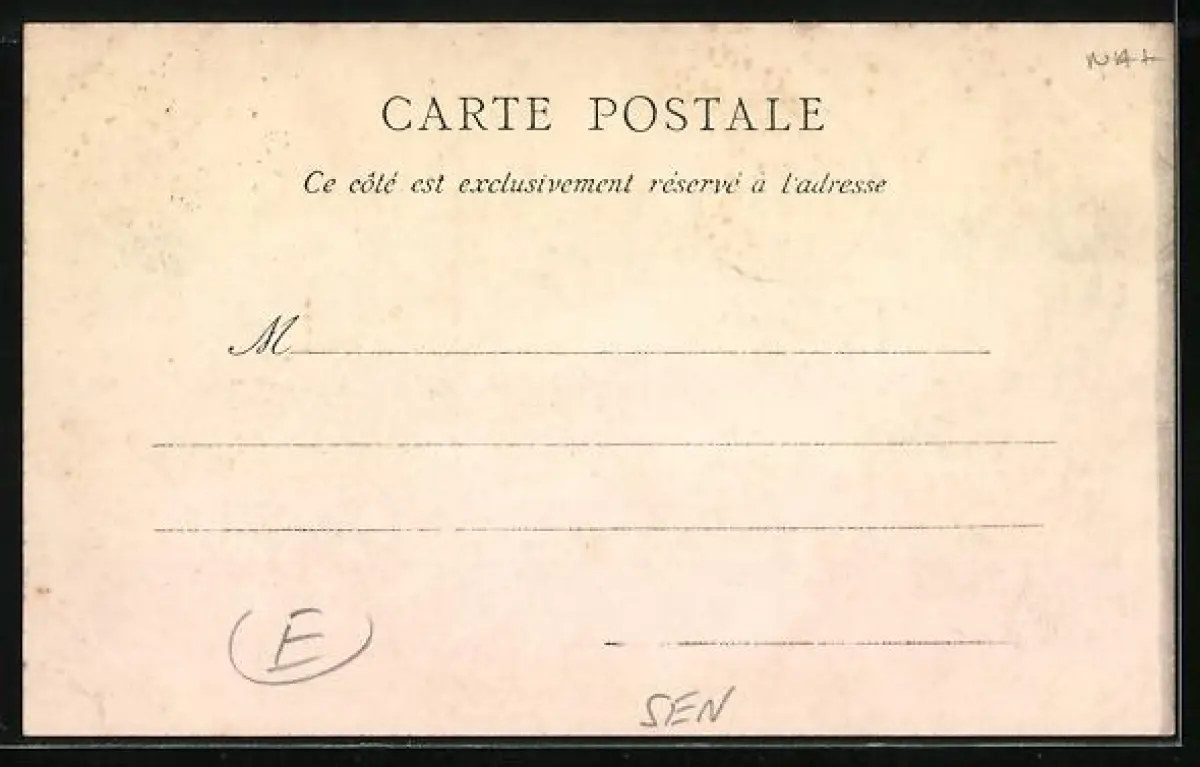 CARTE POSTALE
Ce côté est exclusivement réservé à l'adresse
M
E
SEN